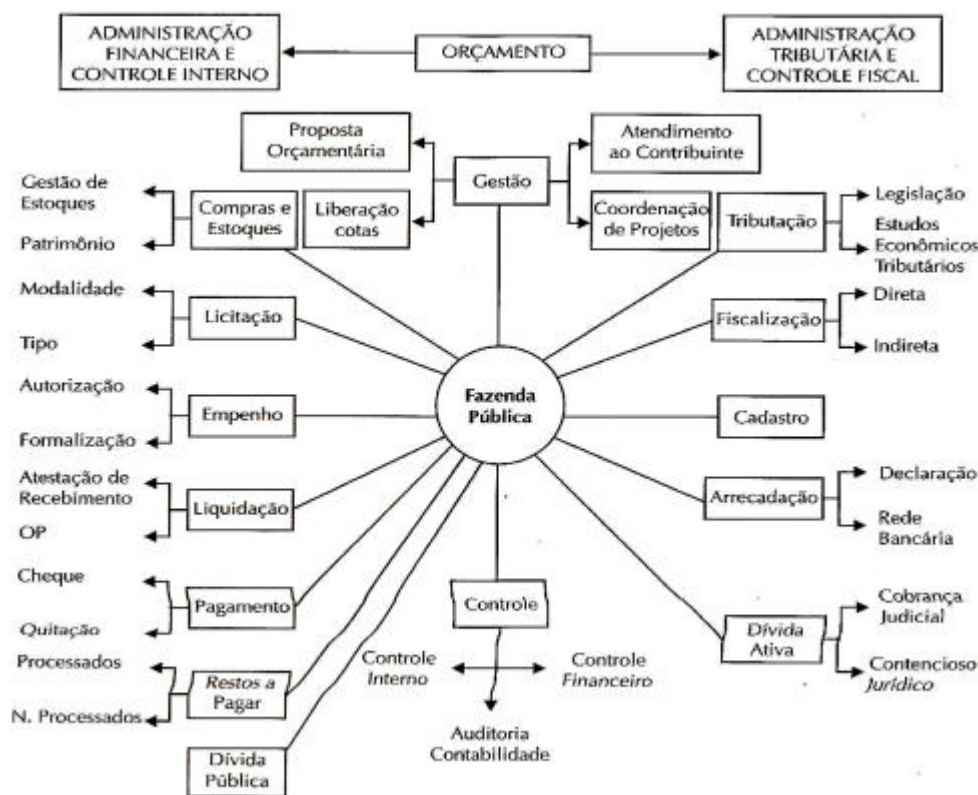 ADMINISTRAÇÃO
FINANCEIRA E
CONTROLE INTERNO
ORÇAMENTO
ADMINISTRAÇÃO
TRIBUTÁRIA E
CONTROLE FISCAL
Proposta
Orçamentária
Gestão
Atendimento
ao Contribuinte
Liberação
cotas
Coordenação
de Projetos
Gestão de
Estoques
Patrimônio
Compras e
Estoques
Tributação
Legislação
Estudos
Econômicos
Tributários
Modalidade
Tipo
Licitação
Fiscalização
Direta
Indireta
Autorização
Formalização
Empenho
Fazenda
Pública
Cadastro
Atestação de
Recebimento
OP
Liquidação
Arrecadação
Declaração
Rede
Bancária
Cheque
Quitação
Pagamento
Controle
Controle
Interno
Controle
Financeiro
Auditoria
Contabilidade
Dívida
Ativa
Cobrança
Judicial
Contencioso
Jurídico
Processados
N. Processados
Restos a
Pagar
Dívida
Pública